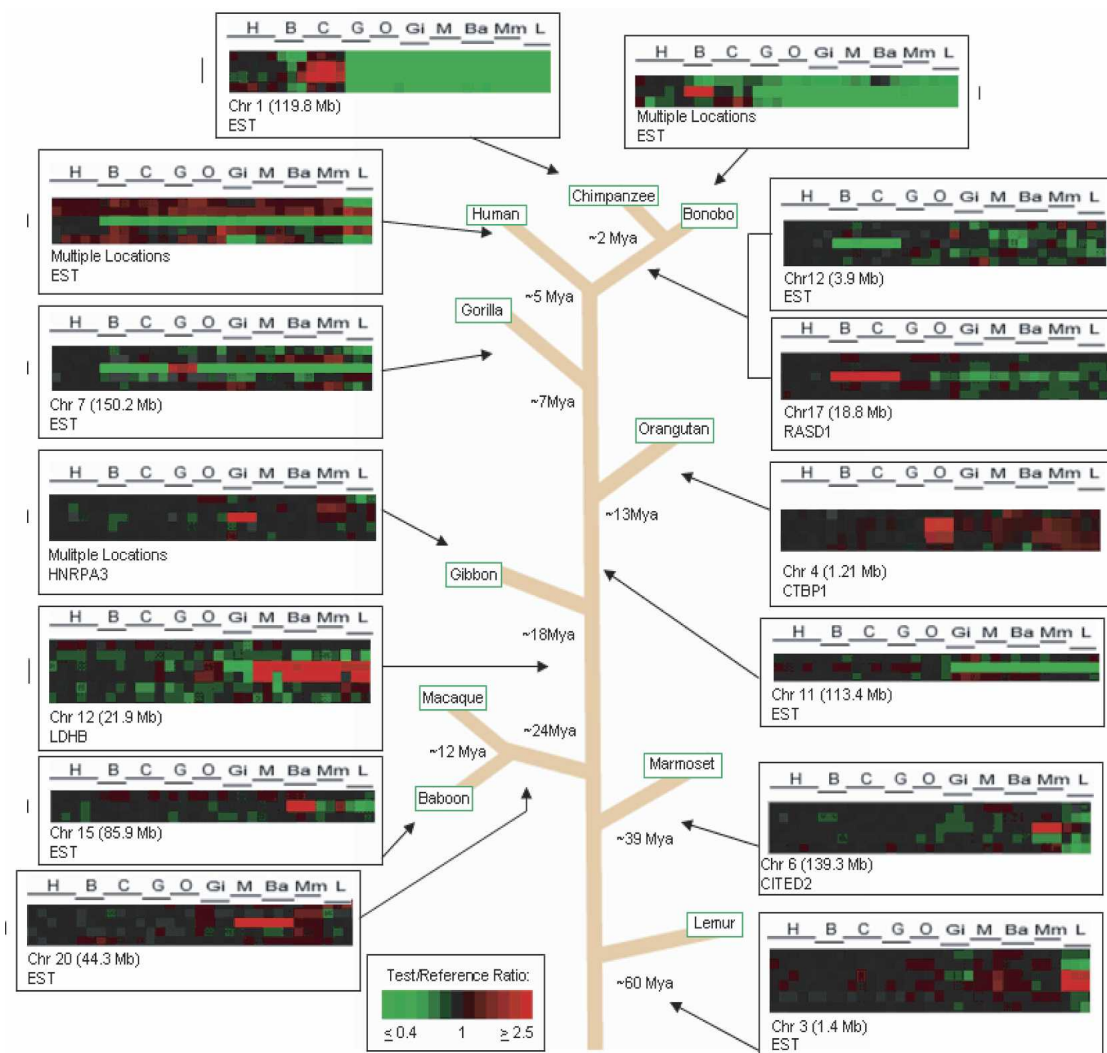 H B C G O Gi M Ba Mm L
Chr 1 (119.8 Mb)
EST
H B C G O Gi M Ba Mm L
Multiple Locations
EST
H B C G O Gi M Ba Mm L
Multiple Locations
EST
H B C G O Gi M Ba Mm L
Chr 7 (150.2 Mb)
EST
H B C G O Gi M Ba Mm L
Mulitple Locations
HNRPA3
H B C G O Gi M Ba Mm L
Chr 12 (21.9 Mb)
LDHB
H B C G O Gi M Ba Mm L
Chr 15 (85.9 Mb)
EST
H B C G O Gi M Ba Mm L
Chr 20 (44.3 Mb)
EST
Chimpanzee
Human
Bonobo
~2 Mya
~5 Mya
Gorilla
~7Mya
Orangutan
~13Mya
Gibbon
~18Mya
Macaque
~24Mya
~12 Mya
Baboon
Marmoset
~39 Mya
Lemur
~60 Mya
Test/Reference Ratio:
≤ 0.4 1 ≥ 2.5
H B C G O Gi M Ba Mm L
Chr12 (3.9 Mb)
EST
H B C G O Gi M Ba Mm L
Chr17 (18.8 Mb)
RASD1
H B C G O Gi M Ba Mm L
Chr 4 (1.21 Mb)
CTBP1
H B C G O Gi M Ba Mm L
Chr 11 (113.4 Mb)
EST
H B C G O Gi M Ba Mm L
Chr 6 (139.3 Mb)
CITED2
H B C G O Gi M Ba Mm L
Chr 3 (1.4 Mb)
EST